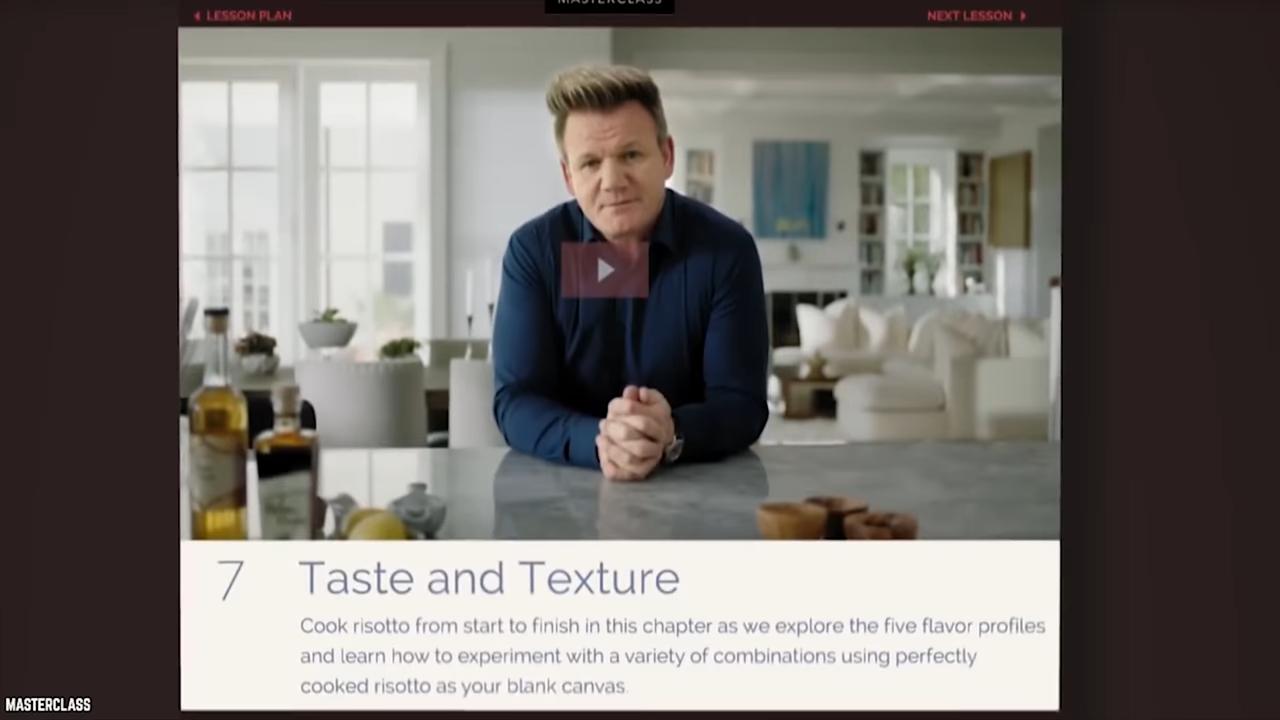 MASTERCLASS
LESSON PLAN
NEXT LESSON
7 Taste and Texture
Cook risotto from start to finish in this chapter as we explore the five flavor profiles
and learn how to experiment with a variety of combinations using perfectly
cooked risotto as your blank canvas.
MASTERCLASS